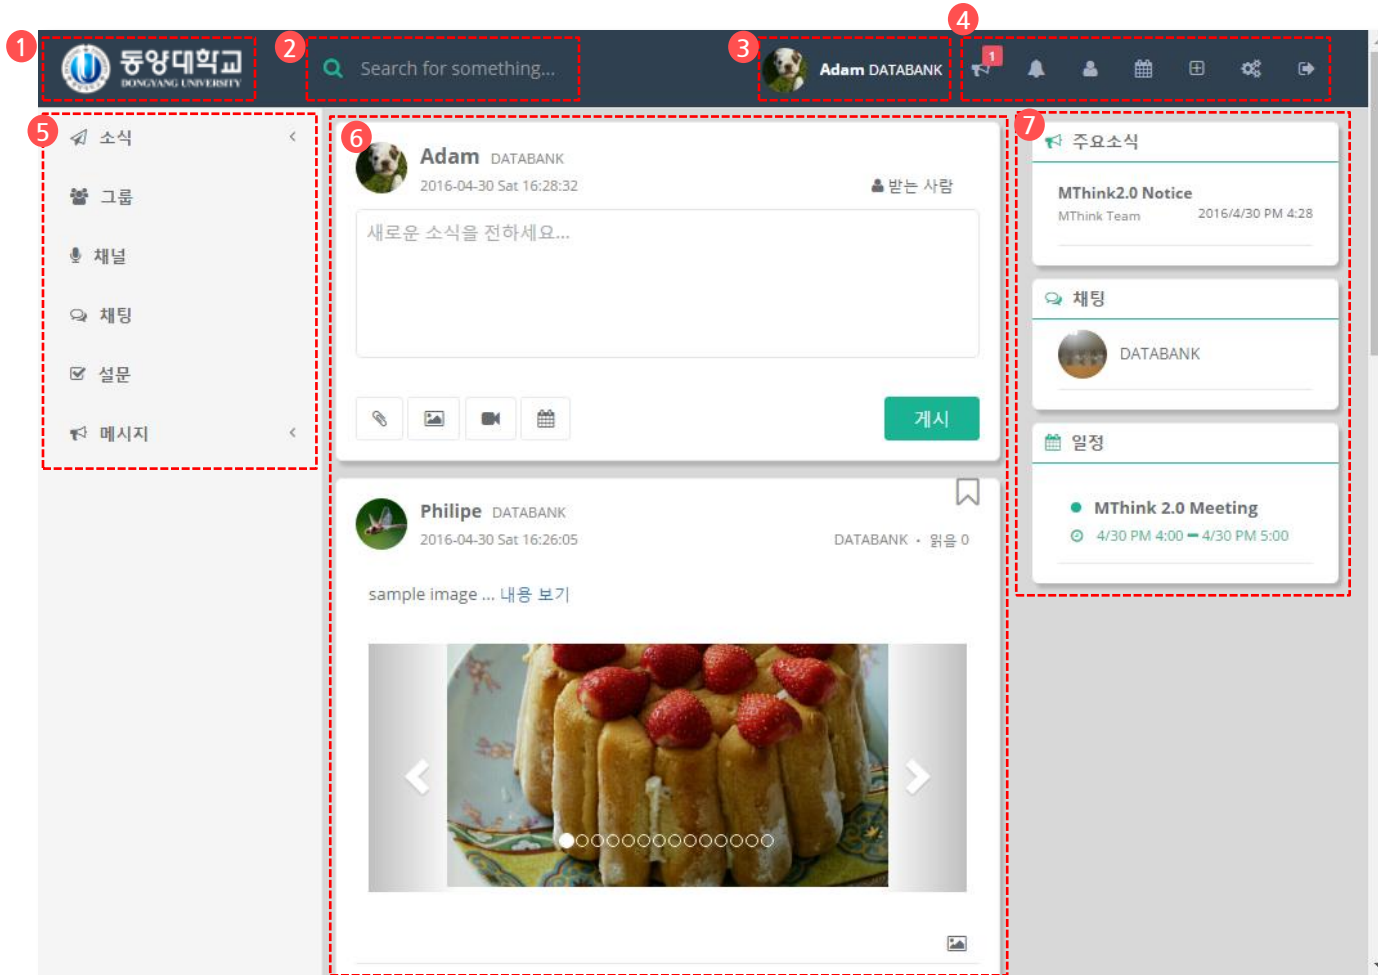 1
동양대학교
DONGYANG UNIVERSITY
2
Search for something...
3
Adam DATABANK
4
1
5
소식
그룹
채널
채팅
설문
메시지
6
Adam DATABANK
2016-04-30 Sat 16:28:32
받는 사람
새로운 소식을 전하세요...
게시
Philipe DATABANK
2016-04-30 Sat 16:26:05
DATABANK • 읽음 0
sample image ... 내용 보기
7
주요소식
MThink2.0 Notice
MThink Team 2016/4/30 PM 4:28
채팅
DATABANK
일정
MThink 2.0 Meeting
4/30 PM 4:00 ━ 4/30 PM 5:00